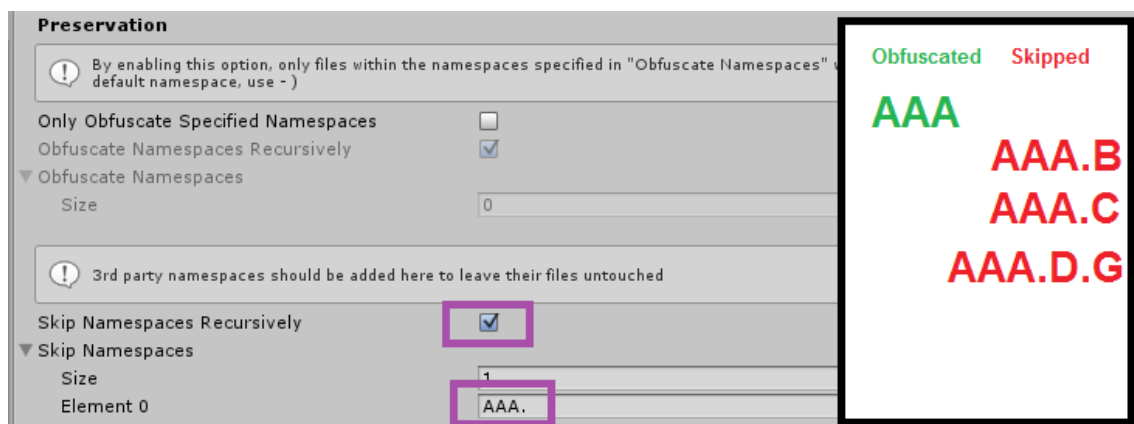 Preservation
By enabling this option, only files within the namespaces specified in "Obfuscate Namespaces"
default namespace, use - )
Only Obfuscate Specified Namespaces
Obfuscate Namespaces Recursively
Obfuscate Namespaces
Size 0
3rd party namespaces should be added here to leave their files untouched
Skip Namespaces Recursively
Skip Namespaces
Size 1
Element 0 AAA.
Obfuscated Skipped
AAA
AAA.B
AAA.C
AAA.D.G